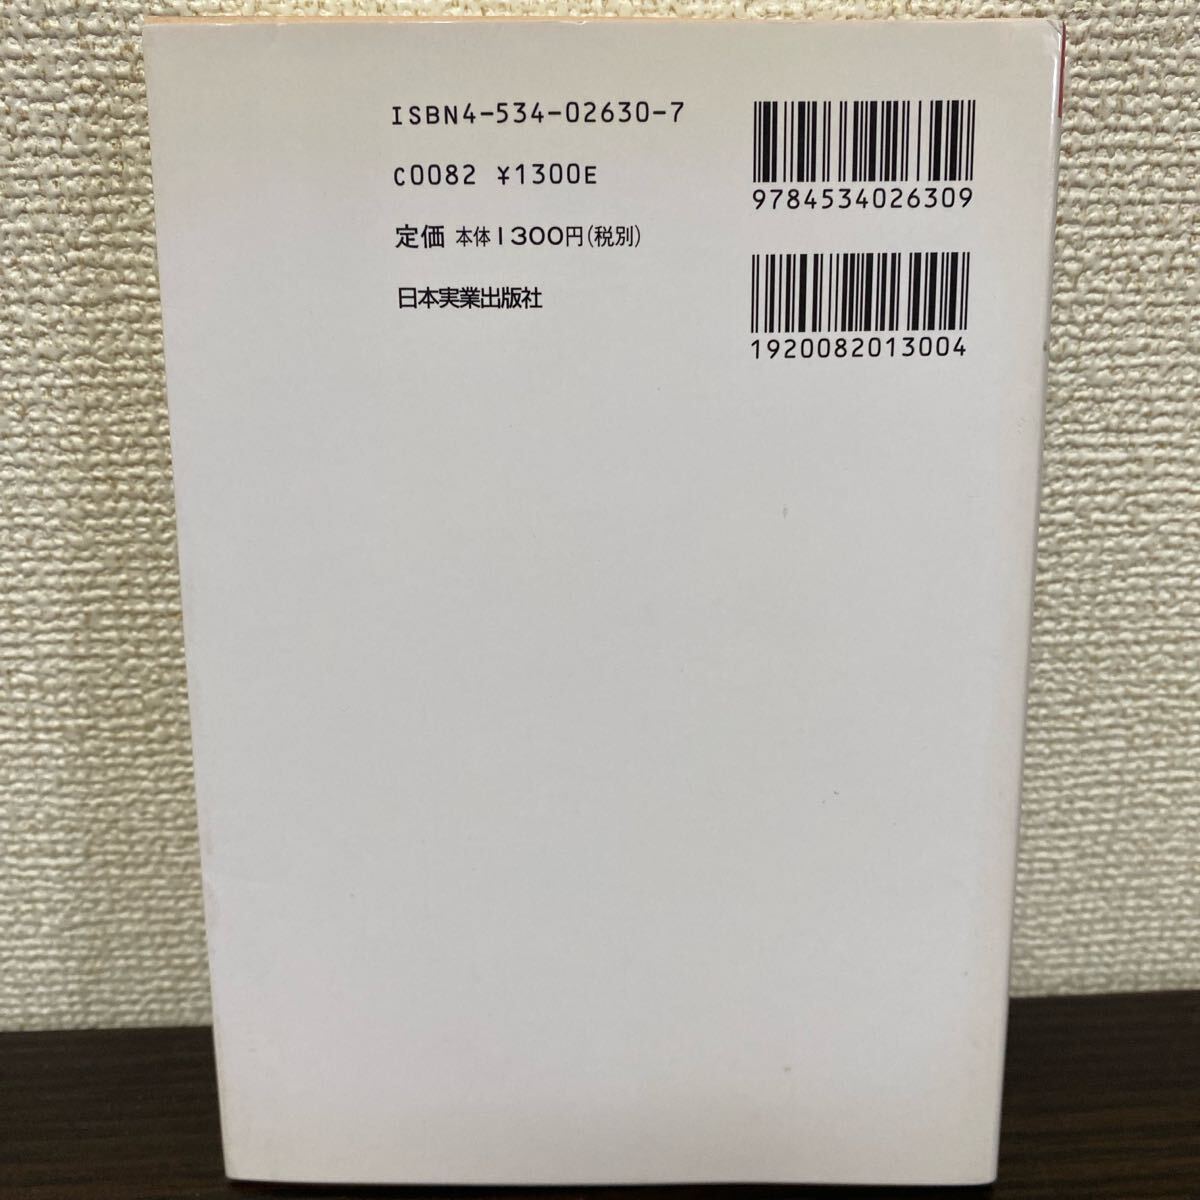 ISBN4-534-02630-7
C0082 ¥1300E
定価 本体1300円(税別)
日本実業出版社
9784534026309
1920082013004